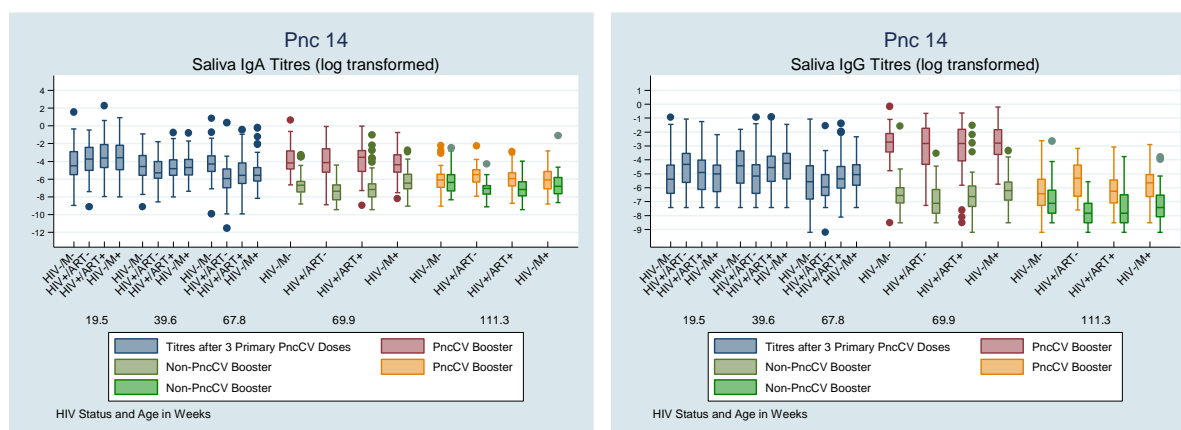 Pnc 14
Saliva IgA Titres (log transformed)
4
2
0
-2
-4
-6
-8
-10
-12
HIV-/M-
HIV+/ART-
HIV+/ART+
HIV-/M+
HIV-/M-
HIV+/ART-
HIV+/ART+
HIV-/M+
HIV-/M-
HIV+/ART-
HIV+/ART+
HIV-/M+
HIV-/M-
HIV+/ART-
HIV+/ART+
HIV-/M+
HIV-/M-
HIV+/ART-
HIV+/ART+
HIV-/M+
19.5 39.6 67.8 69.9 111.3
Titres after 3 Primary PncCV Doses PncCV Booster
Non-PncCV Booster PncCV Booster
Non-PncCV Booster
HIV Status and Age in Weeks
Pnc 14
Saliva IgG Titres (log transformed)
1
0
-1
-2
-3
-4
-5
-6
-7
-8
-9
HIV-/M-
HIV+/ART-
HIV+/ART+
HIV-/M+
HIV-/M-
HIV+/ART-
HIV+/ART+
HIV-/M+
HIV-/M-
HIV+/ART-
HIV+/ART+
HIV-/M+
HIV-/M-
HIV+/ART-
HIV+/ART+
HIV-/M+
HIV-/M-
HIV+/ART-
HIV+/ART+
HIV-/M+
19.5 39.6 67.8 69.9 111.3
Titres after 3 Primary PncCV Doses PncCV Booster
Non-PncCV Booster PncCV Booster
Non-PncCV Booster
HIV Status and Age in Weeks